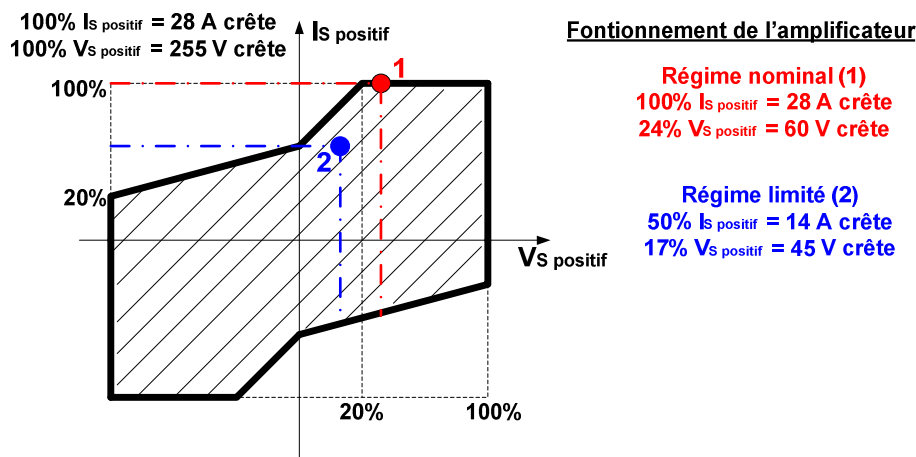 100% IS positif = 28 A crête
100% VS positif = 255 V crête
IS positif
Fontionnement de l'amplificateur
1
100%
Régime nominal (1)
100% IS positif = 28 A crête
24% VS positif = 60 V crête
2
20%
Régime limité (2)
50% IS positif = 14 A crête
17% VS positif = 45 V crête
VS positif
20%
100%